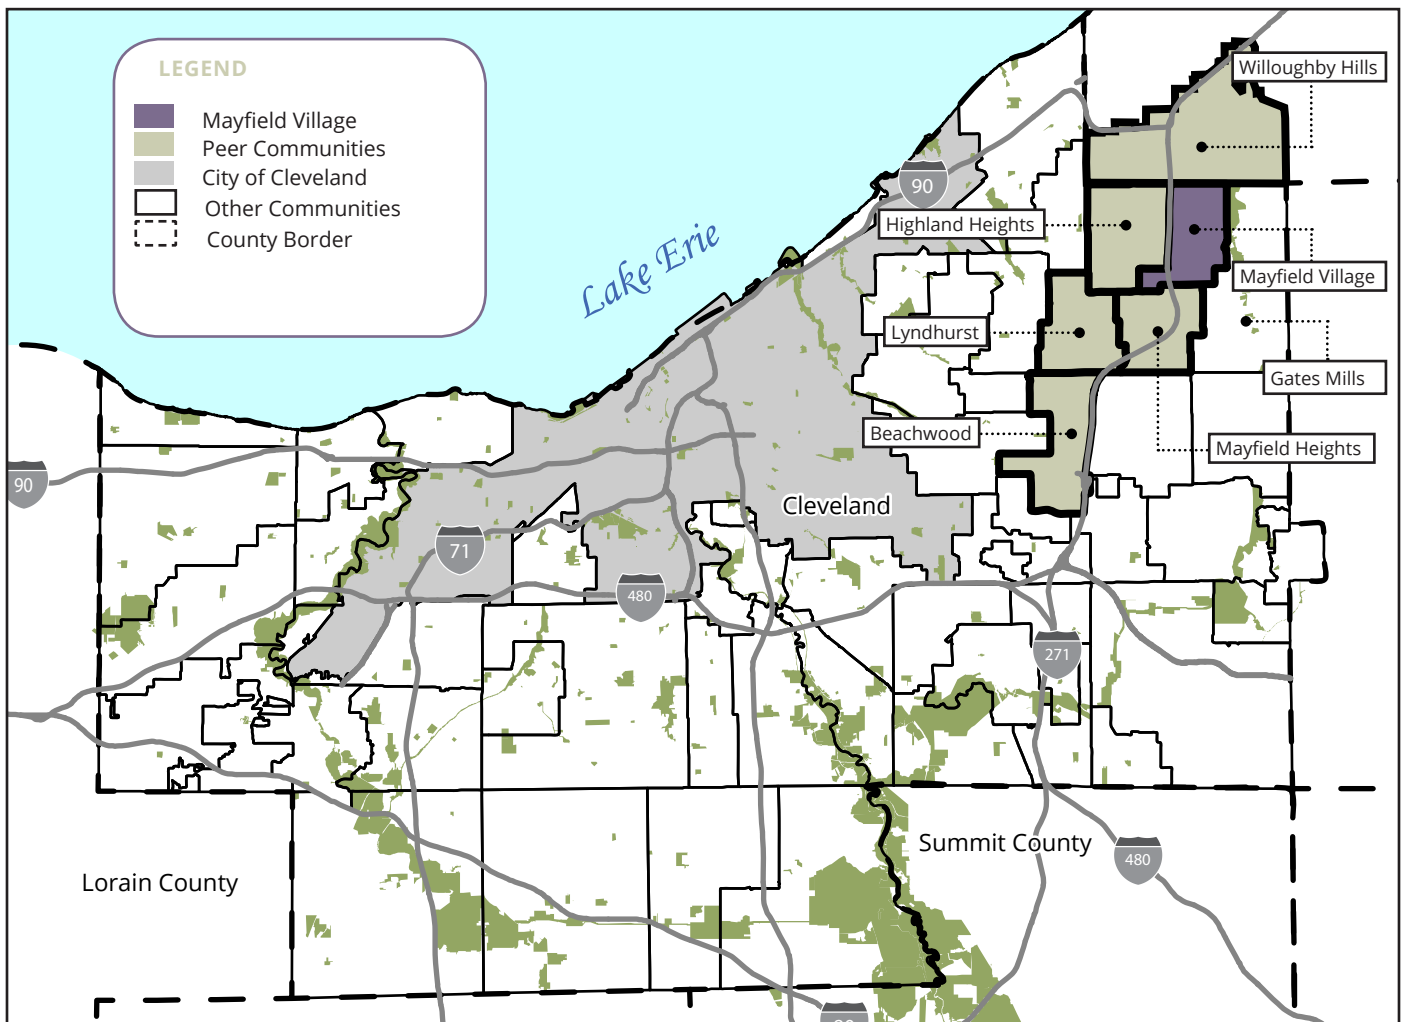 LEGEND
Mayfield Village
Peer Communities
City of Cleveland
Other Communities
County Border
Willoughby Hills
90
Highland Heights
Lake Erie
Mayfield Village
Lyndhurst
Gates Mills
Beachwood
Mayfield Heights
90
Cleveland
71
480
271
Summit County
480
Lorain County